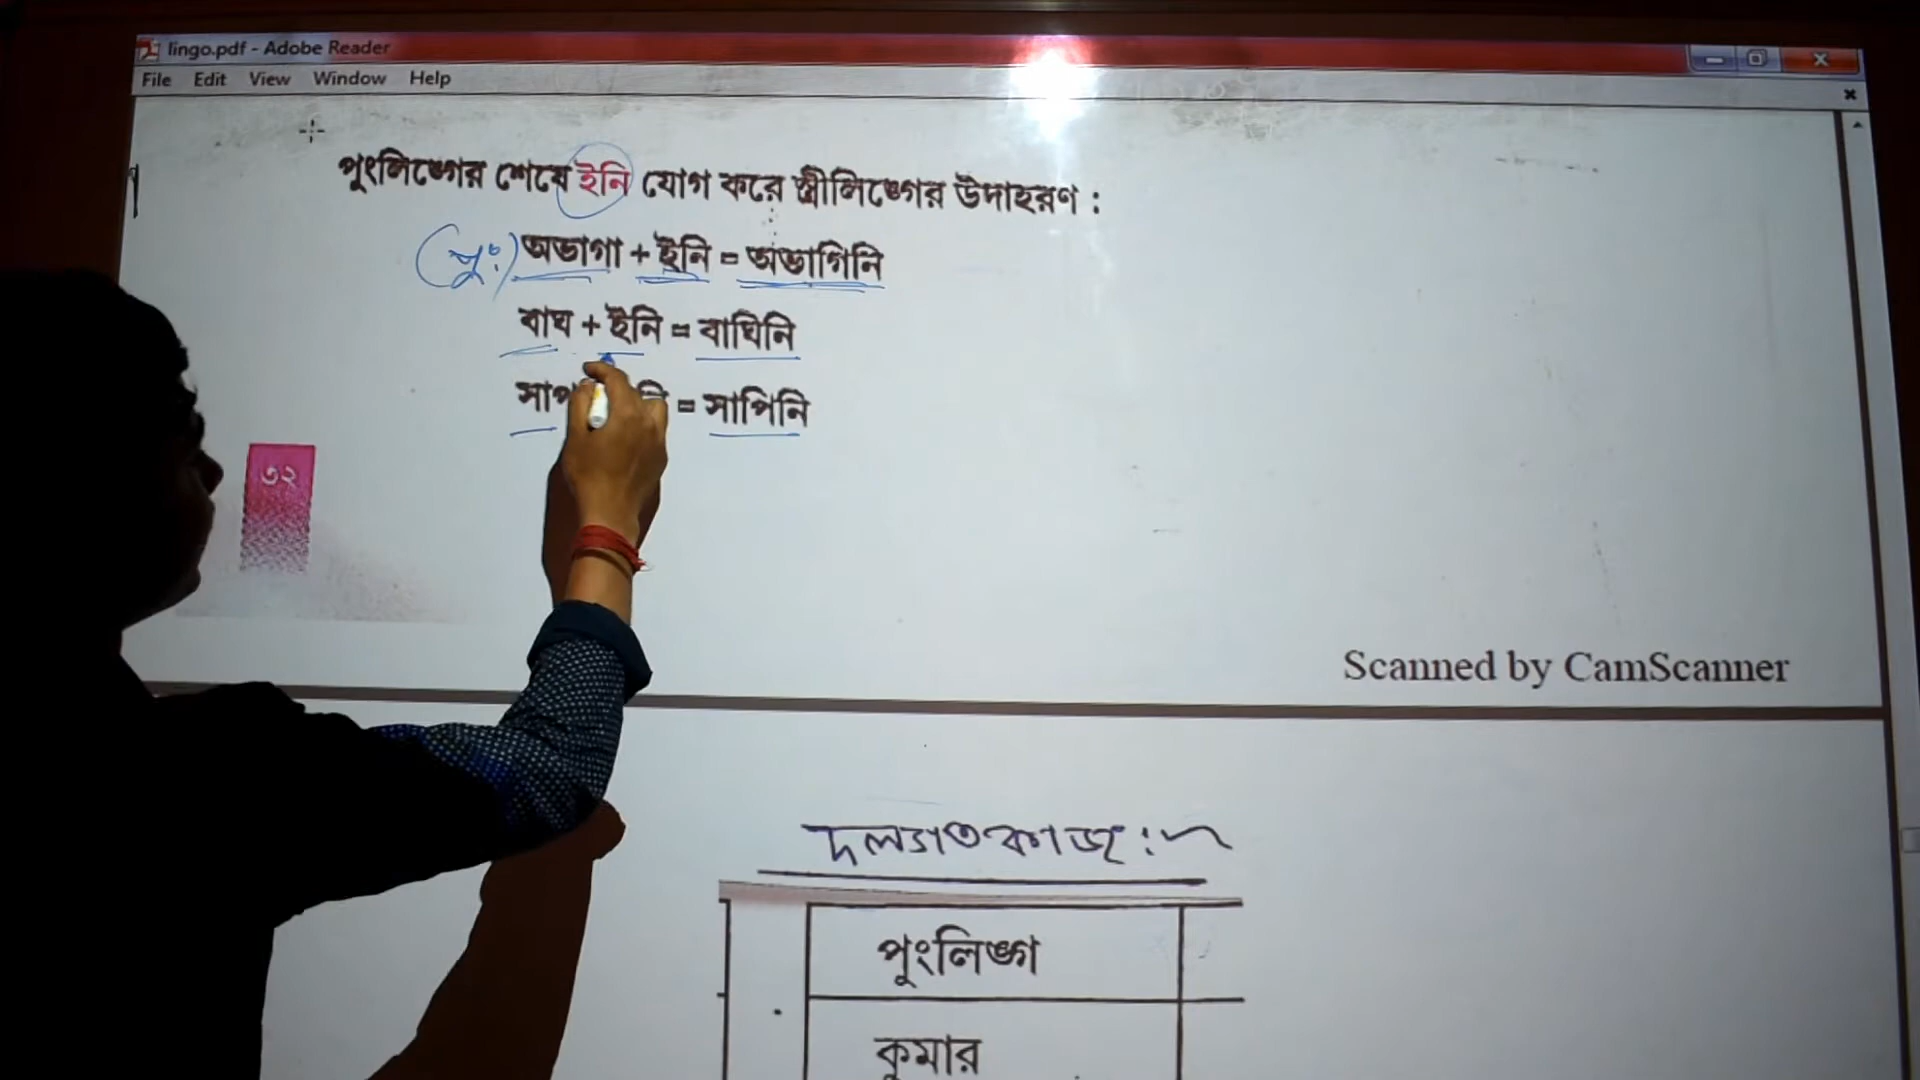 lingo.pdf - Adobe Reader
File Edit View Window Help
পুংলিঙ্গের শেষে ইনি যোগ করে স্ত্রীলিঙ্গের উদাহরণ :
(পুং) অভাগা + ইনি = অভাগিনি
বাঘ + ইনি = বাঘিনি
সাপ = সাপিনি
৩২
Scanned by CamScanner
দলগত কাজ :
পুংলিঙ্গ
কুমার